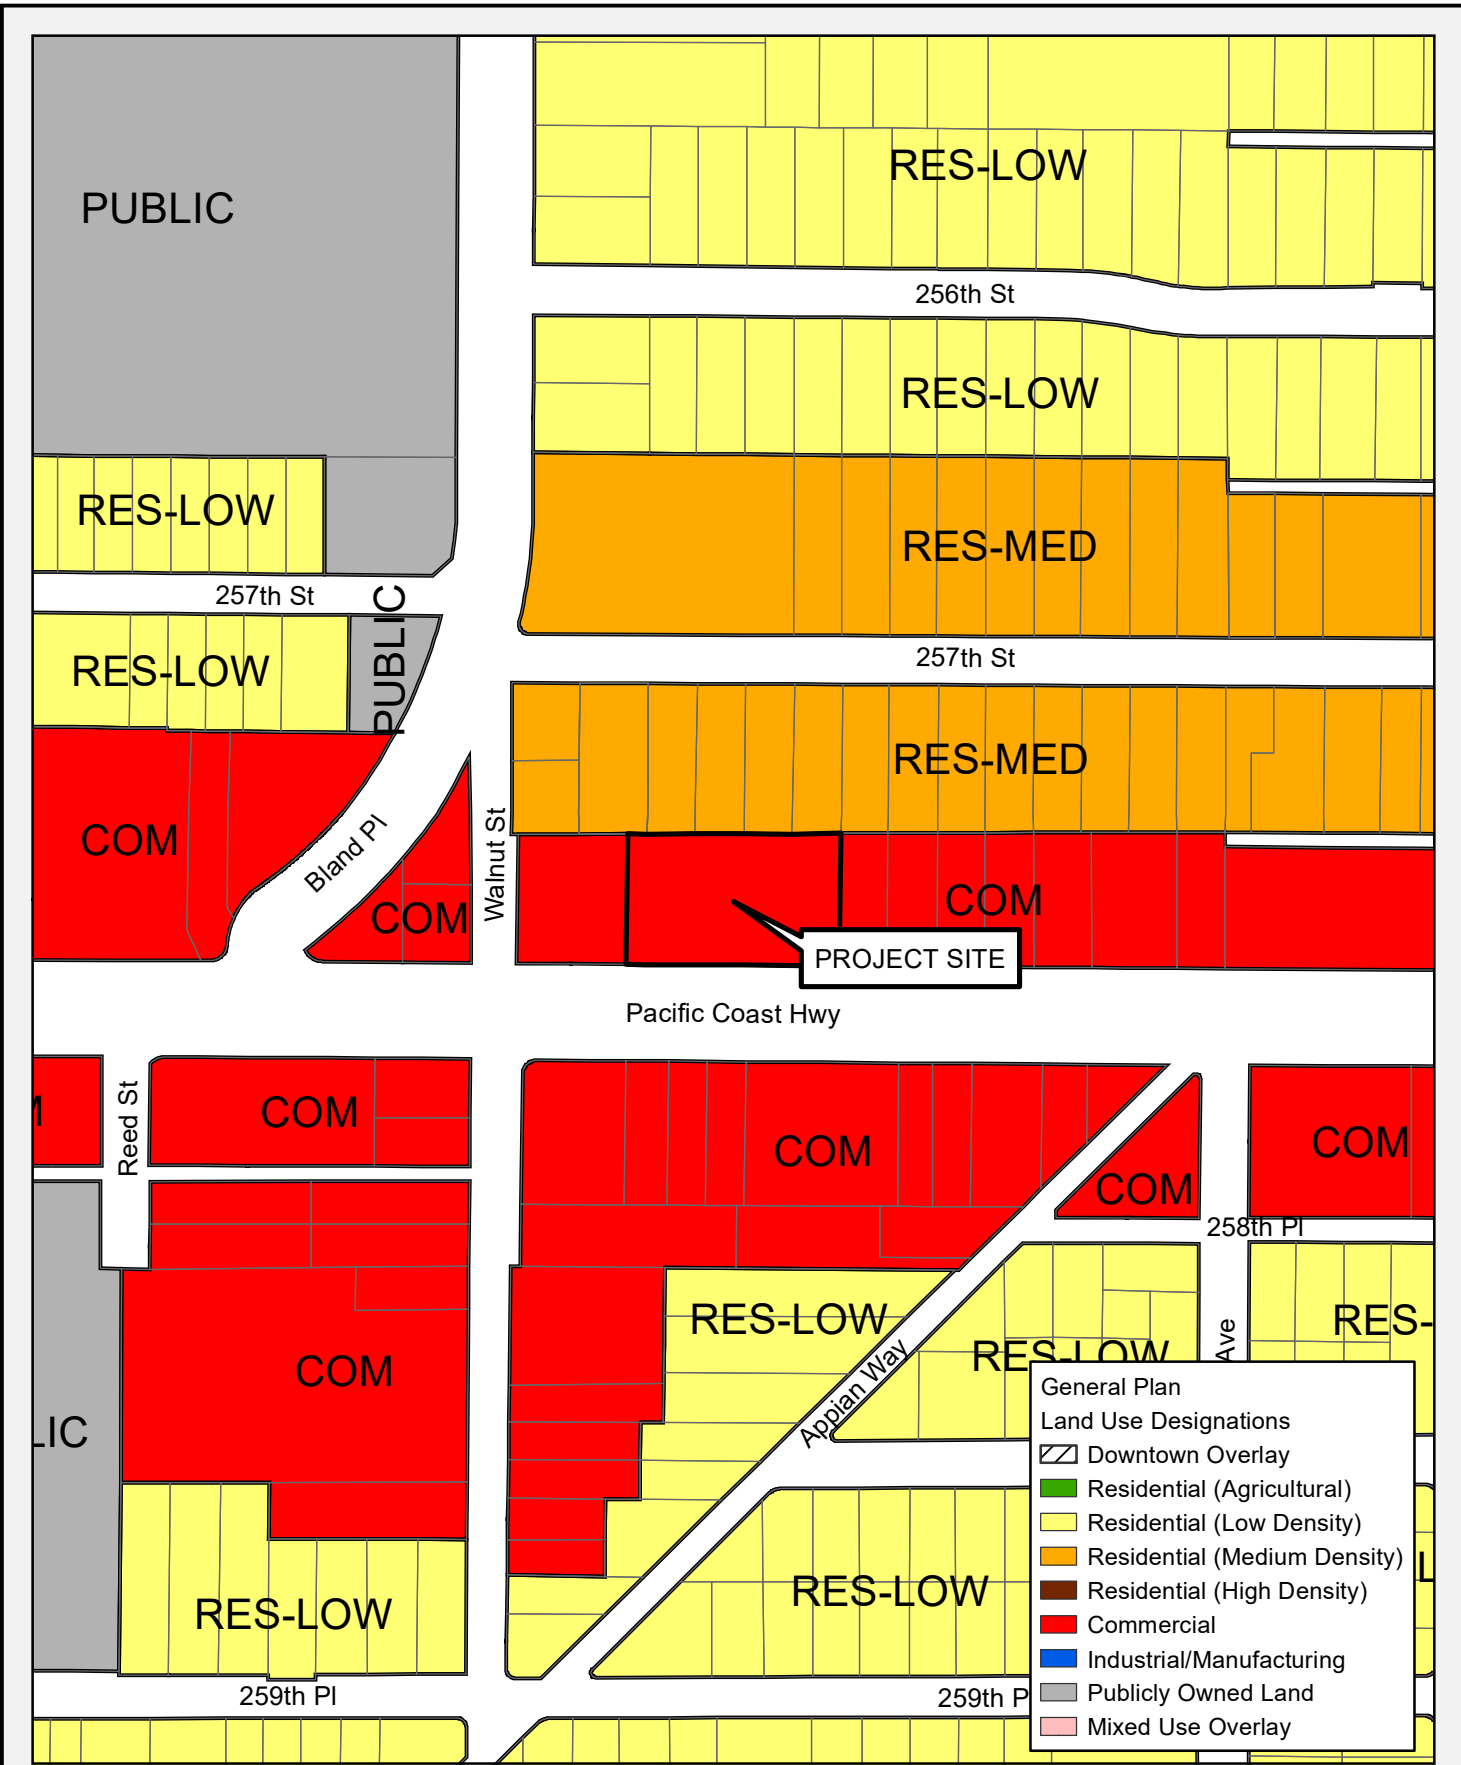 RES-LOW
PUBLIC
256th St
RES-LOW
RES-LOW
RES-MED
257th St
PUBLIC
257th St
RES-LOW
RES-MED
COM
Bland Pl
Walnut St
COM
COM
PROJECT SITE
Pacific Coast Hwy
Reed St
COM
COM
COM
COM
258th Pl
RES-LOW
RES-
RES-LOW
Ave
COM
Appian Way
LIC
RES-LOW
RES-LOW
259th Pl
259th P
General Plan
Land Use Designations
Downtown Overlay
Residential (Agricultural)
Residential (Low Density)
Residential (Medium Density)
Residential (High Density)
Commercial
Industrial/Manufacturing
Publicly Owned Land
Mixed Use Overlay